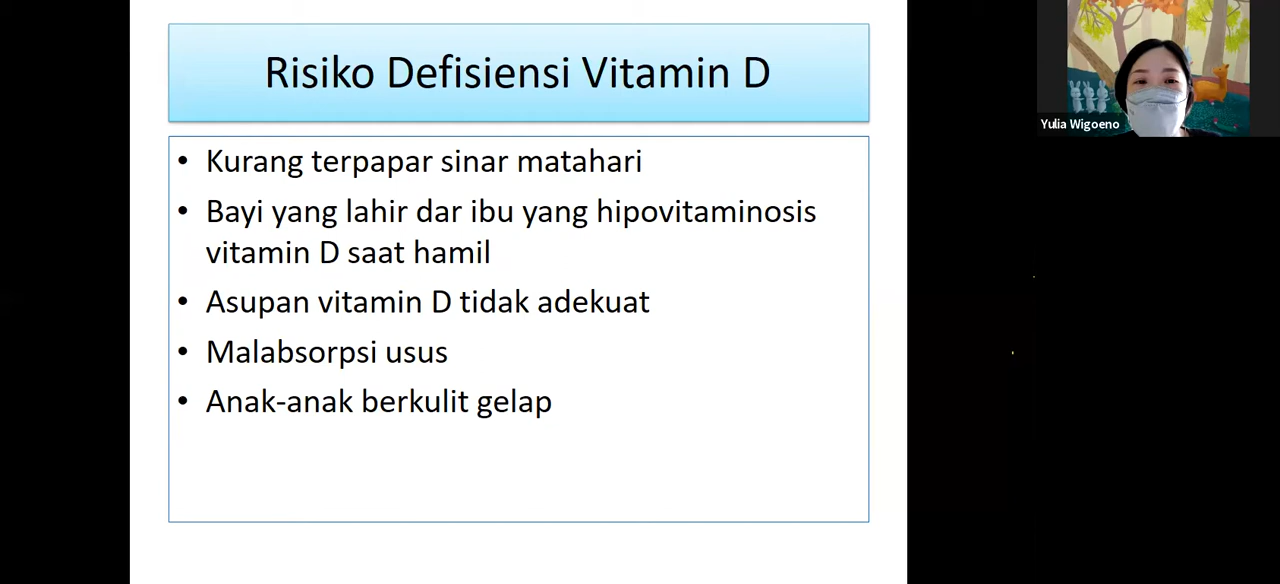 Risiko Defisiensi Vitamin D
• Kurang terpapar sinar matahari
• Bayi yang lahir dar ibu yang hipovitaminosis
vitamin D saat hamil
• Asupan vitamin D tidak adekuat
• Malabsorpsi usus
• Anak-anak berkulit gelap
Yulia Wigoeno